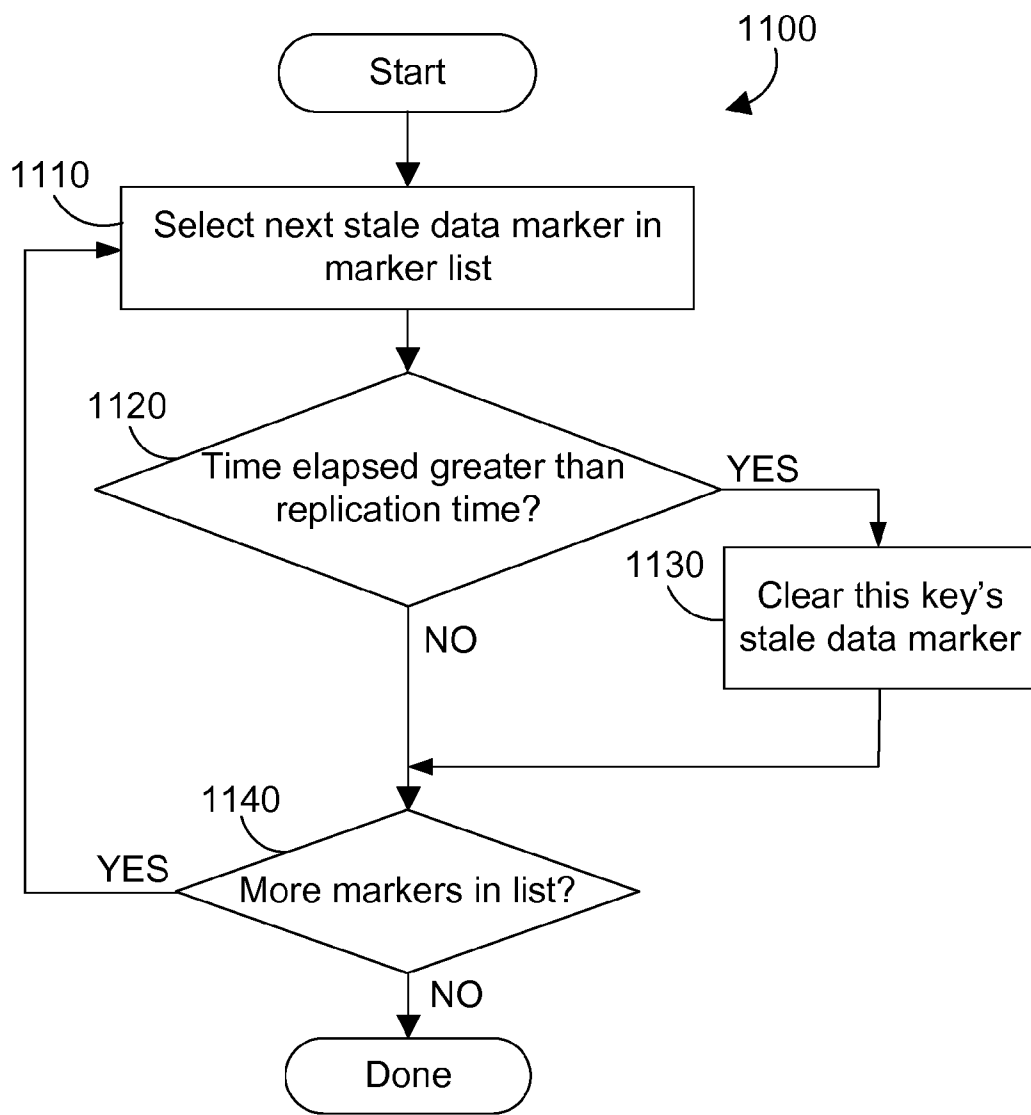 1100
Start
1110
Select next stale data marker in
marker list
1120
Time elapsed greater than
replication time?
YES
1130
Clear this key's
stale data marker
NO
1140
YES
More markers in list?
NO
Done